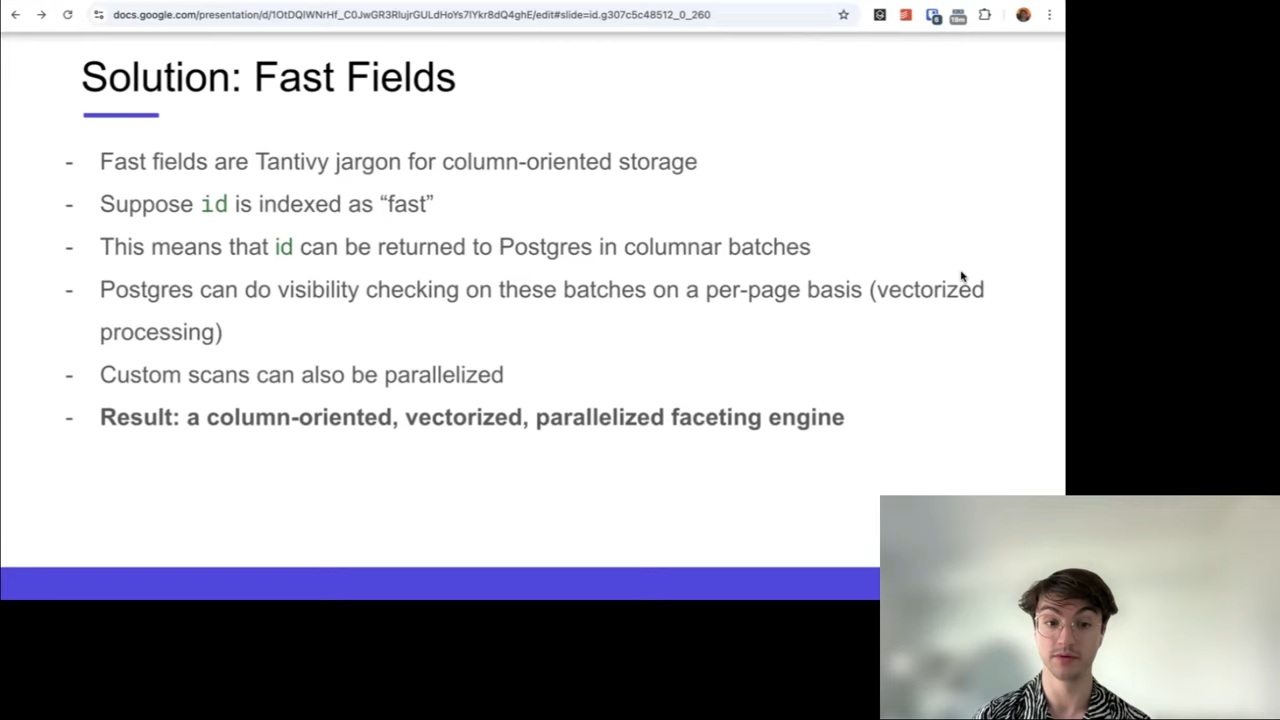 docs.google.com/presentation/d/1OtDQlWNrHf_C0JwGR3RlujrGULdHoYs7lYkr8dQ4ghE/edit#slide=id.g307c5c48512_0_260
Solution: Fast Fields
- Fast fields are Tantivy jargon for column-oriented storage
- Suppose id is indexed as “fast”
- This means that id can be returned to Postgres in columnar batches
- Postgres can do visibility checking on these batches on a per-page basis (vectorized
processing)
- Custom scans can also be parallelized
- Result: a column-oriented, vectorized, parallelized faceting engine